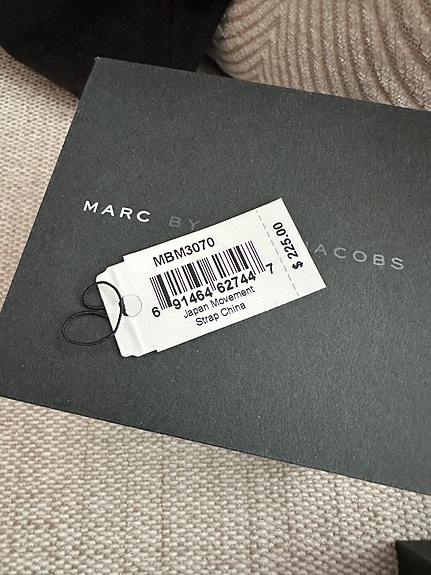 MARC BY JACOBS
MBM3070
6 91464 62744 7
Japan Movement
Strap China
$ 225.00